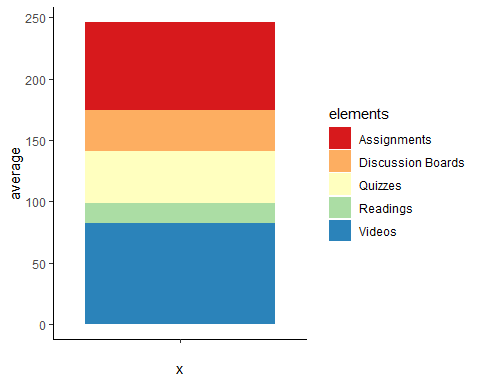 250
200
150
100
50
0
average
x
elements
Assignments
Discussion Boards
Quizzes
Readings
Videos